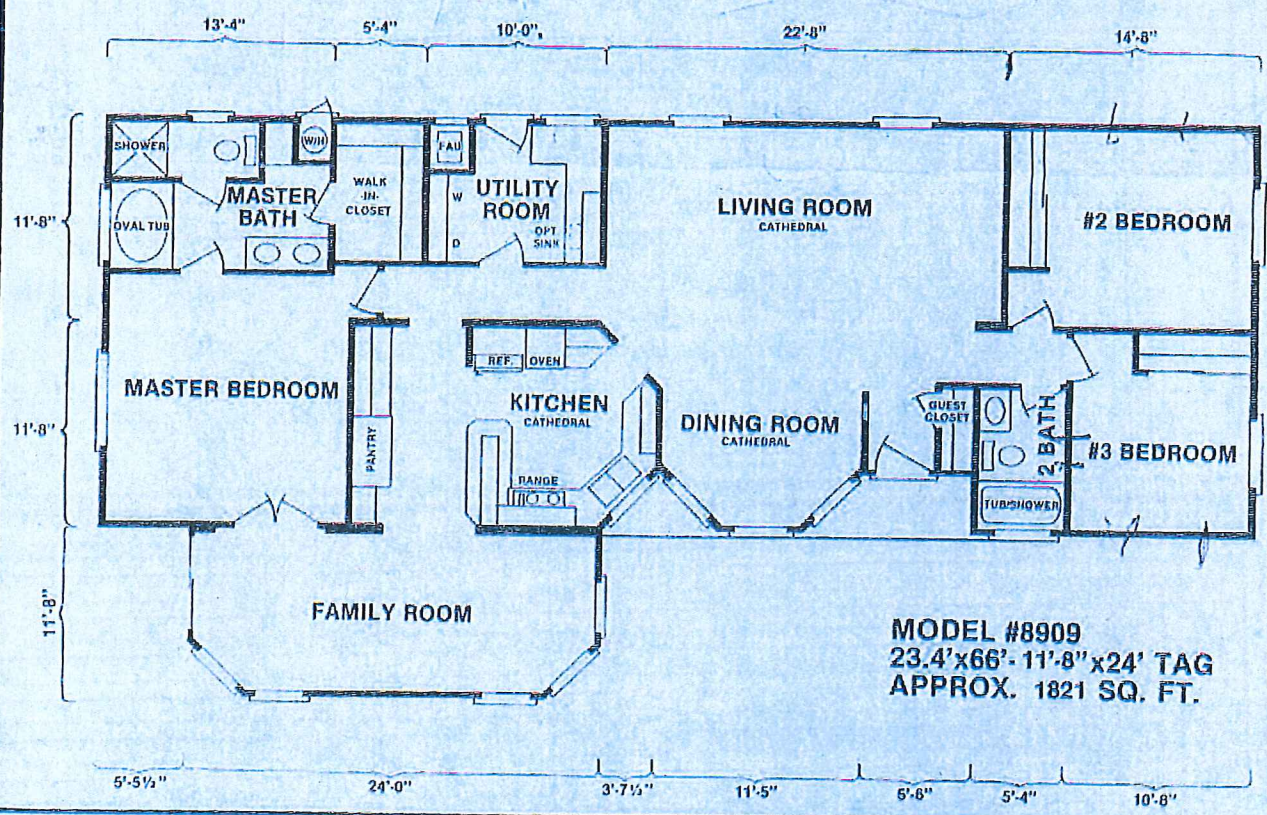 13'-4"
5'-4"
10'-0"
22'-8"
14'-8"
SHOWER
W/H
FAU
WALK
-IN-
CLOSET
W
UTILITY
ROOM
MASTER
BATH
OVAL TUB
OPT
SINK
D
LIVING ROOM
CATHEDRAL
#2 BEDROOM
11'-8"
REF.
OVEN
MASTER BEDROOM
KITCHEN
CATHEDRAL
DINING ROOM
CATHEDRAL
GUEST
CLOSET
2 BATH
#3 BEDROOM
11'-8"
PANTRY
RANGE
TUB/SHOWER
FAMILY ROOM
11'-8"
MODEL #8909
23.4'x66'-11'-8"x24' TAG
APPROX. 1821 SQ. FT.
5'-5½"
24'-0"
3'-7½"
11'-5"
5'-8"
5'-4"
10'-8"